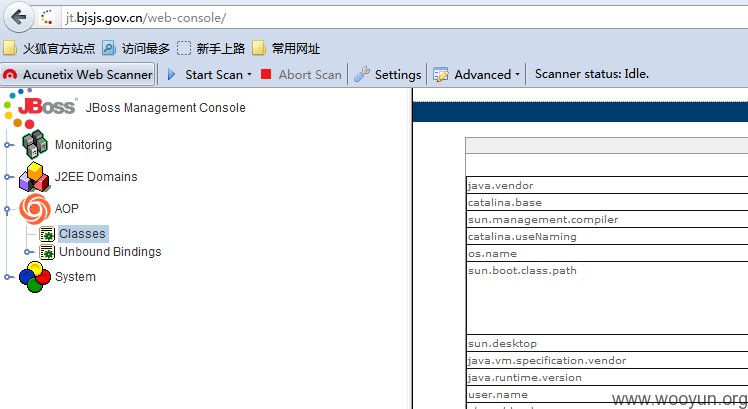 jt.bjsjs.gov.cn/web-console/
火狐官方站点 访问最多 新手上路 常用网址
Acunetix Web Scanner Start Scan Abort Scan Settings Advanced Scanner status: Idle.
JBoss JBoss Management Console
Monitoring
J2EE Domains
AOP
Classes
Unbound Bindings
System
java.vendor
catalina.base
sun.management.compiler
catalina.useNaming
os.name
sun.boot.class.path
sun.desktop
java.vm.specification.vendor
java.runtime.version
user.name
www.wooyun.org